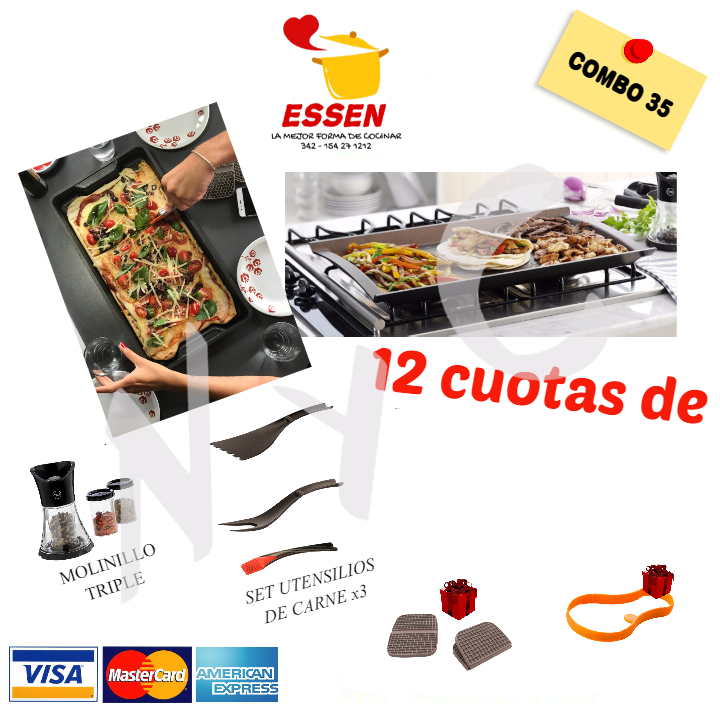 ESSEN
LA MEJOR FORMA DE COCINAR
342 - 154 27 1212
COMBO 35
12 cuotas de
MOLINILLO
TRIPLE
SET UTENSILIOS
DE CARNE x3
VISA
MasterCard
AMERICAN
EXPRESS